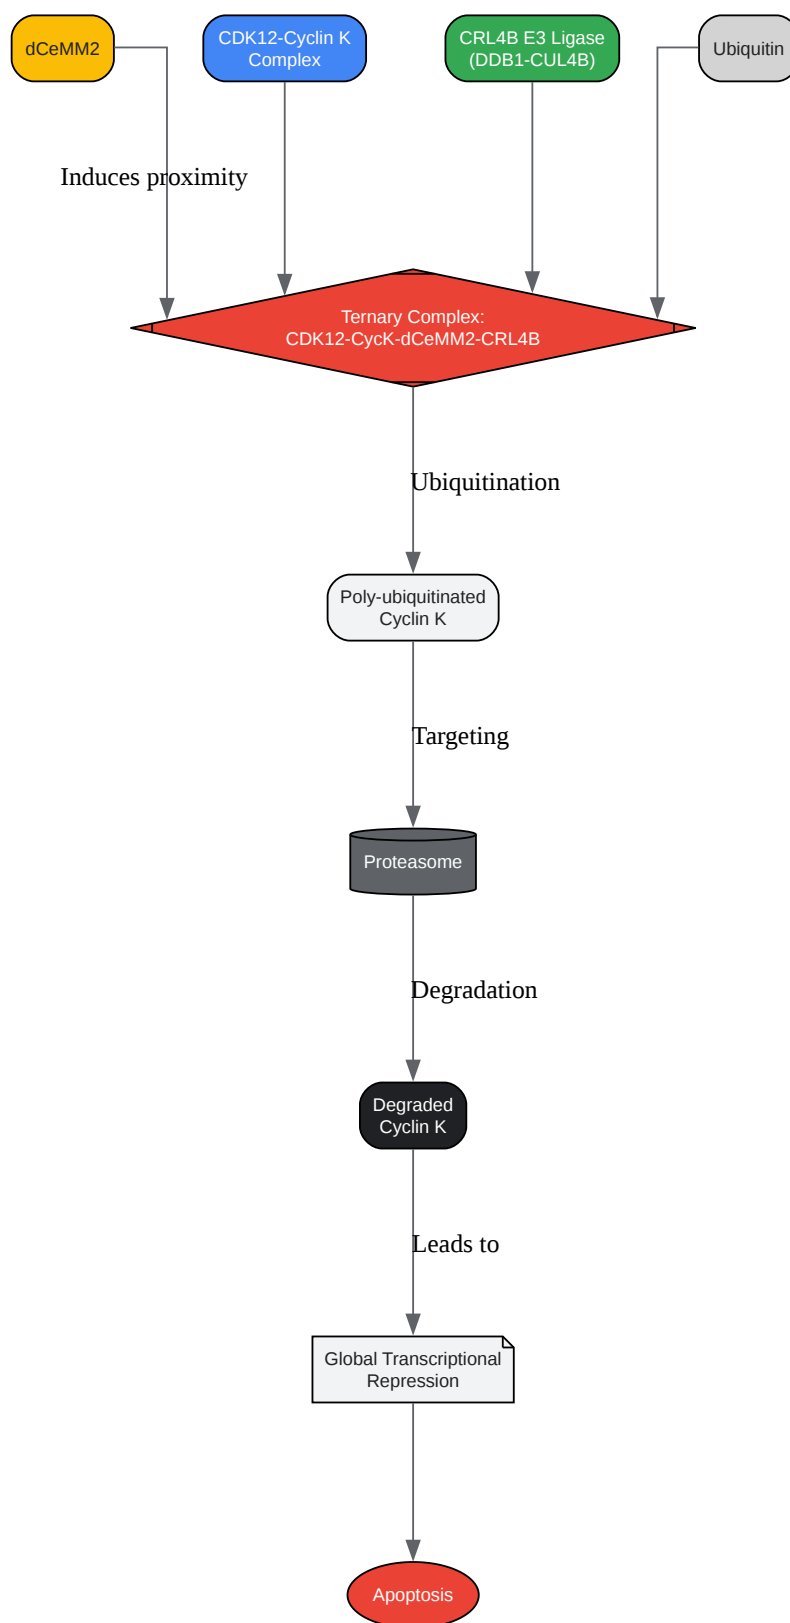 dCeMM2
CDK12-Cyclin K
Complex
CRL4B E3 Ligase
(DDB1-CUL4B)
Ubiquitin
Induces proximity
Ternary Complex:
CDK12-CycK-dCeMM2-CRL4B
Ubiquitination
Poly-ubiquitinated
Cyclin K
Targeting
Proteasome
Degradation
Degraded
Cyclin K
Leads to
Global Transcriptional
Repression
Apoptosis